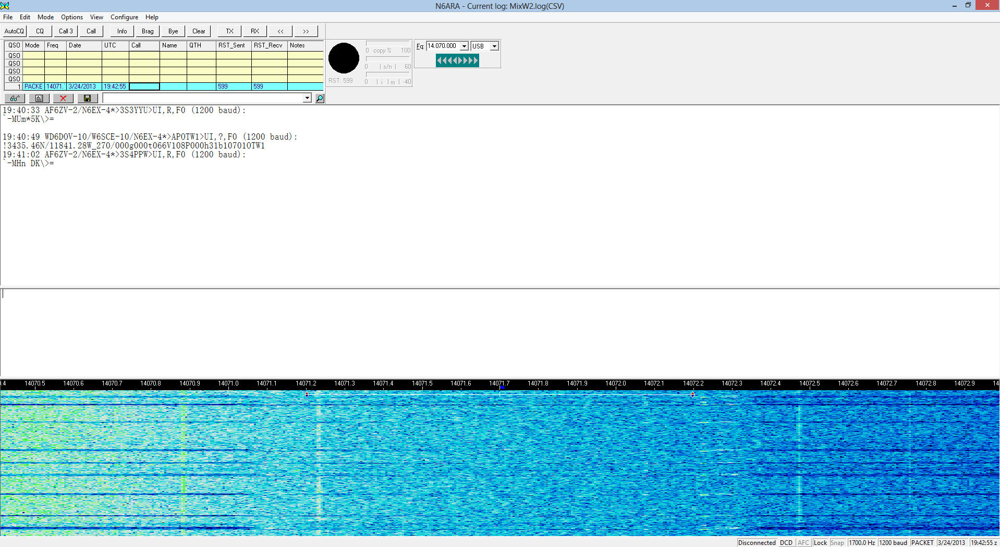 N6ARA - Current log: MixW2.log(CSV)
File Edit Mode Options View Configure Help
AutoCQ CQ Call 3 Call Info Brag Bye Clear TX RX << >>
QSO Mode Freq Date UTC Call Name QTH RST_Sent RST_Recv Notes
QSO
QSO
QSO
QSO
1 PACKE 14071. 3/24/2013 19:42:55 599 599
0 copy % 100
0 | s/n | 60
RST: 599 0 | i | m | -40
Fq: 14.070.000 USB
19:40:33 AF6ZV-2/N6EX-4*>3S3YYU>UI,R,F0 (1200 baud):
`-MUm*5K\>=
19:40:49 WD6DOV-10/W6SCE-10/N6EX-4*>APOTW1>UI,?,F0 (1200 baud):
!3435.46N/11841.28W_270/000g000t066V108P000h31b10701OTW1
19:41:02 AF6ZV-2/N6EX-4*>3S4PPW>UI,R,F0 (1200 baud):
`-MHn DK\>=
).4 14070.5 14070.6 14070.7 14070.8 14070.9 14071.0 14071.1 14071.2 14071.3 14071.4 14071.5 14071.6 14071.7 14071.8 14071.9 14072.0 14072.1 14072.2 14072.3 14072.4 14072.5 14072.6 14072.7 14072.8 14072.9 14
Disconnected DCD AFC Lock Snap 1700.0 Hz 1200 baud PACKET 3/24/2013 19:42:55 z